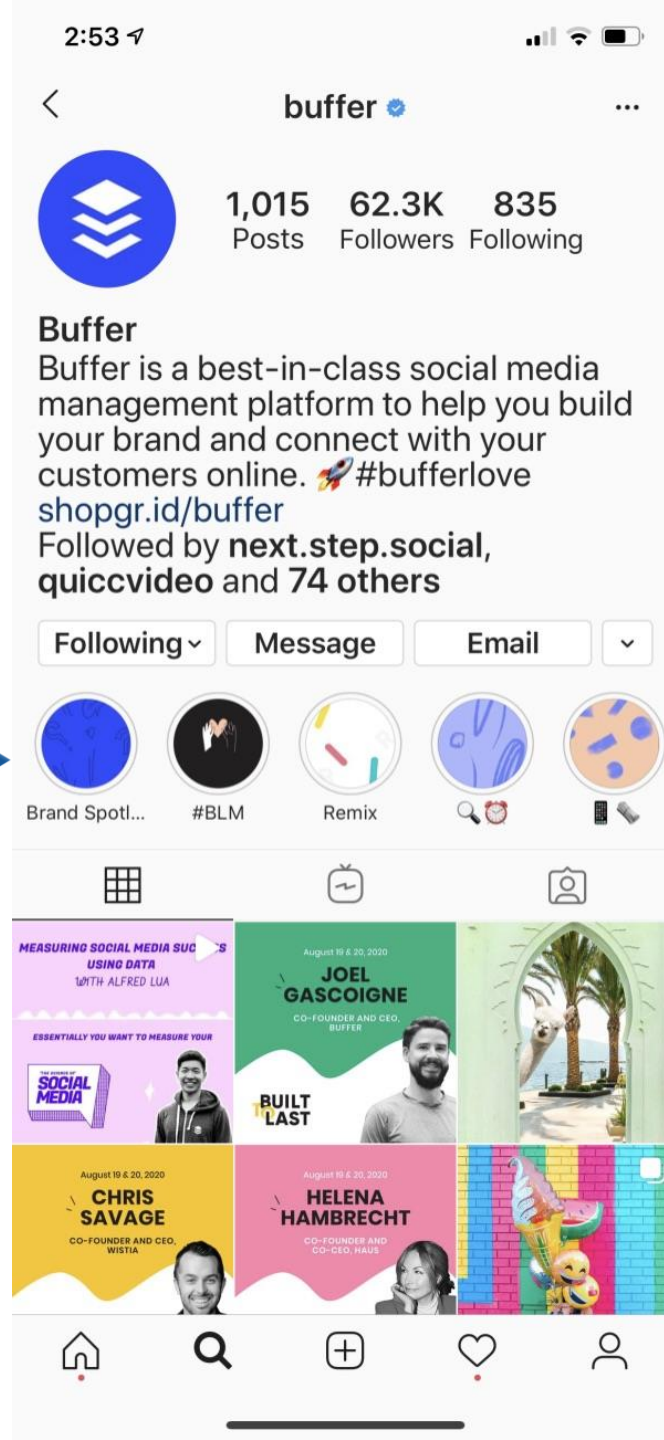 2:53
buffer
1,015 62.3K 835
Posts Followers Following
Buffer
Buffer is a best-in-class social media
management platform to help you build
your brand and connect with your
customers online. 🚀#bufferlove
shopgr.id/buffer
Followed by next.step.social,
quiccvideo and 74 others
Following Message Email
Brand Spotl... #BLM Remix 🔍⏰ 📱🗞
MEASURING SOCIAL MEDIA SUC S
USING DATA
WITH ALFRED LUA
ESSENTIALLY YOU WANT TO MEASURE YOUR
THE SCIENCE OF
SOCIAL
MEDIA
August 19 & 20, 2020
JOEL
GASCOIGNE
CO-FOUNDER AND CEO,
BUFFER
BUILT
TO LAST
August 19 & 20, 2020
CHRIS
SAVAGE
CO-FOUNDER AND CEO,
WISTIA
August 19 & 20, 2020
HELENA
HAMBRECHT
CO-FOUNDER AND
CO-CEO, HAUS